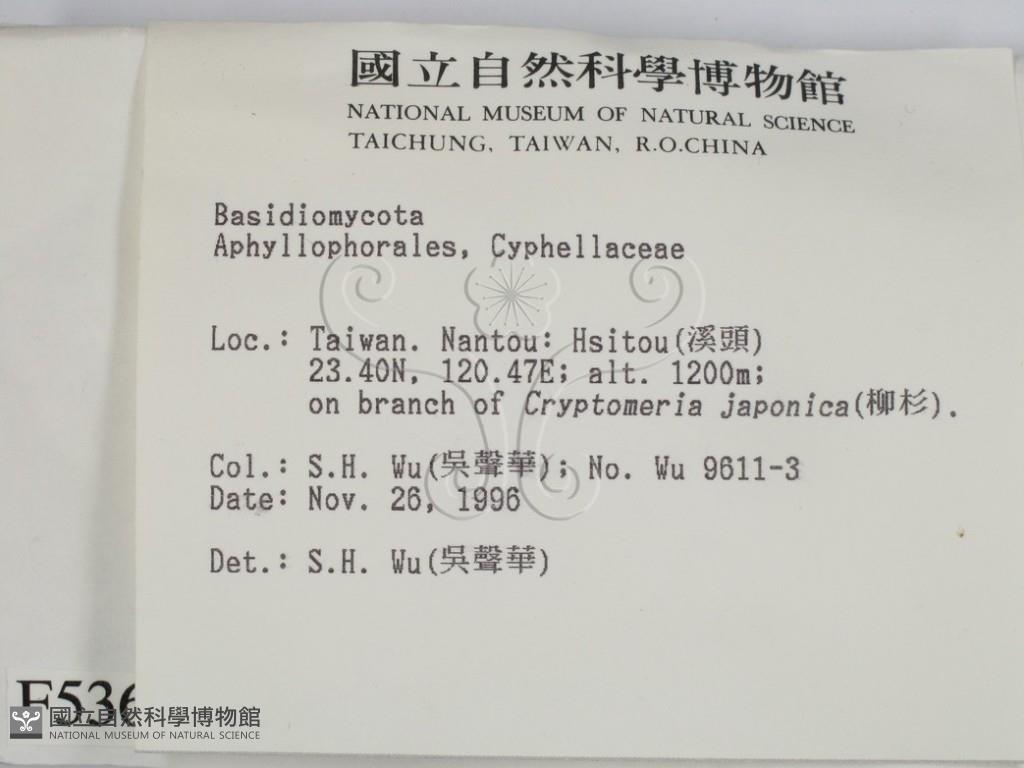 國立自然科學博物館
NATIONAL MUSEUM OF NATURAL SCIENCE
TAICHUNG, TAIWAN, R.O.CHINA
Basidiomycota
Aphyllophorales, Cyphellaceae
Loc.: Taiwan. Nantou: Hsitou(溪頭)
23.40N, 120.47E; alt. 1200m;
on branch of Cryptomeria japonica(柳杉).
Col.: S.H. Wu(吳聲華); No. Wu 9611-3
Date: Nov. 26, 1996
Det.: S.H. Wu(吳聲華)
F536
國立自然科學博物館
NATIONAL MUSEUM OF NATURAL SCIENCE